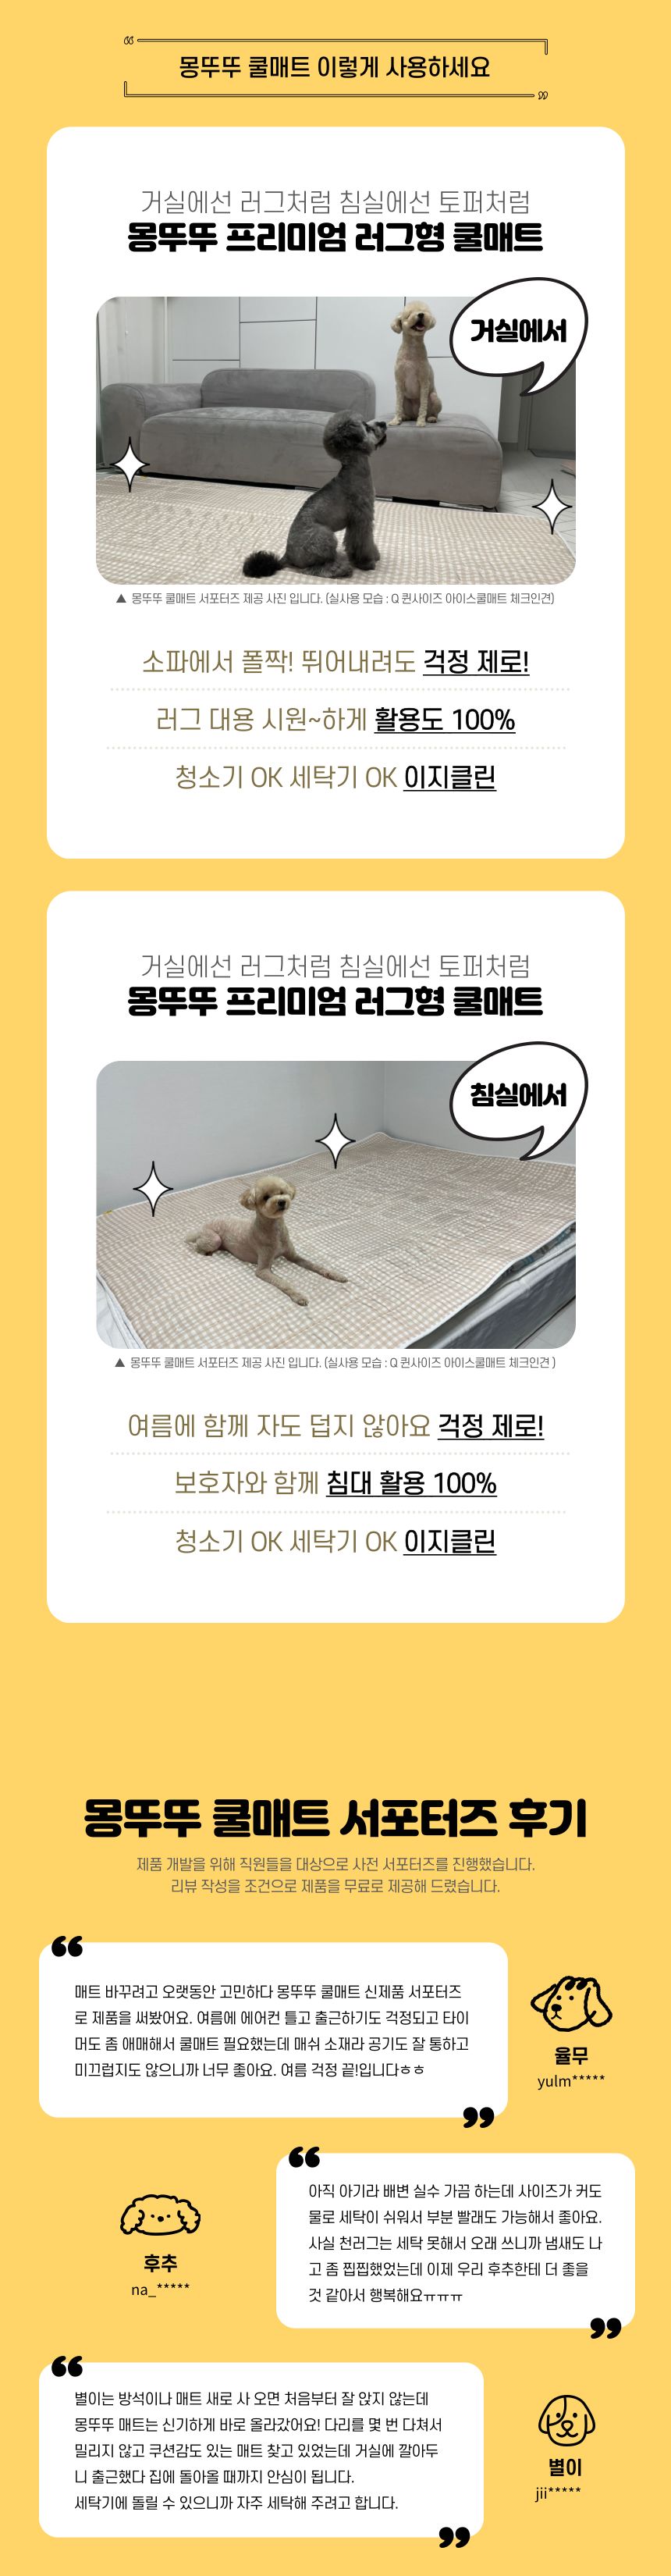 몽뚜뚜 쿨매트 이렇게 사용하세요
거실에선 러그처럼 침실에선 토퍼처럼
몽뚜뚜 프리미엄 러그형 쿨매트
거실에서
▲ 몽뚜뚜 쿨매트 서포터즈 제공 사진 입니다. (실사용 모습 : Q 퀸사이즈 아이스쿨매트 체크인견)
소파에서 폴짝! 뛰어내려도 걱정 제로!
러그 대용 시원~하게 활용도 100%
청소기 OK 세탁기 OK 이지클린
거실에선 러그처럼 침실에선 토퍼처럼
몽뚜뚜 프리미엄 러그형 쿨매트
침실에서
▲ 몽뚜뚜 쿨매트 서포터즈 제공 사진 입니다. (실사용 모습 : Q 퀸사이즈 아이스쿨매트 체크인견 )
여름에 함께 자도 덥지 않아요 걱정 제로!
보호자와 함께 침대 활용 100%
청소기 OK 세탁기 OK 이지클린
몽뚜뚜 쿨매트 서포터즈 후기
제품 개발을 위해 직원들을 대상으로 사전 서포터즈를 진행했습니다.
리뷰 작성을 조건으로 제품을 무료로 제공해 드렸습니다.
매트 바꾸려고 오랫동안 고민하다 몽뚜뚜 쿨매트 신제품 서포터즈
로 제품을 써봤어요. 여름에 에어컨 틀고 출근하기도 걱정되고 타이
머도 좀 애매해서 쿨매트 필요했는데 매쉬 소재라 공기도 잘 통하고
미끄럽지도 않으니까 너무 좋아요. 여름 걱정 끝!입니다ㅎㅎ
율무
yulm*****
아직 아기라 배변 실수 가끔 하는데 사이즈가 커도
물로 세탁이 쉬워서 부분 빨래도 가능해서 좋아요.
사실 천러그는 세탁 못해서 오래 쓰니까 냄새도 나
고 좀 찝찝했었는데 이제 우리 후추한테 더 좋을
것 같아서 행복해요ㅠㅠㅠ
후추
na_*****
별이는 방석이나 매트 새로 사 오면 처음부터 잘 앉지 않는데
몽뚜뚜 매트는 신기하게 바로 올라갔어요! 다리를 몇 번 다쳐서
밀리지 않고 쿠션감도 있는 매트 찾고 있었는데 거실에 깔아두
니 출근했다 집에 돌아올 때까지 안심이 됩니다.
세탁기에 돌릴 수 있으니까 자주 세탁해 주려고 합니다.
별이
jii*****